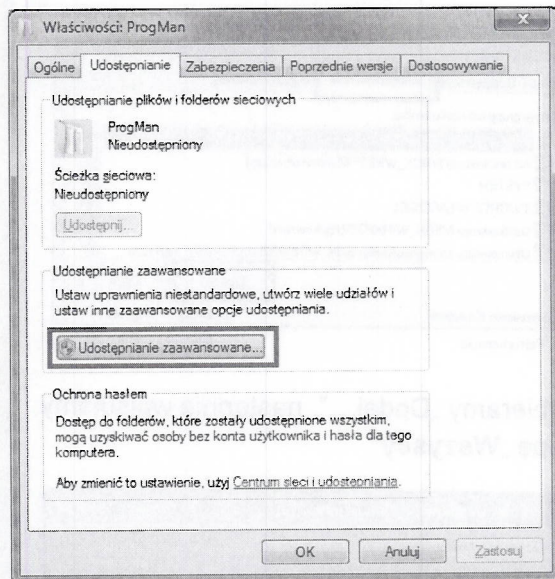 Właściwości: ProgMan
Ogólne Udostępnianie Zabezpieczenia Poprzednie wersje Dostosowywanie
Udostępnianie plików i folderów sieciowych
ProgMan
Nieudostępniony
Ścieżka sieciowa:
Nieudostępniony
Udostępnij...
Udostępnianie zaawansowane
Ustaw uprawnienia niestandardowe, utwórz wiele udziałów i
ustaw inne zaawansowane opcje udostępniania.
Udostępnianie zaawansowane...
Ochrona hasłem
Dostęp do folderów, które zostały udostępnione wszystkim,
mogą uzyskiwać osoby bez konta użytkownika i hasła dla tego
komputera.
Aby zmienić to ustawienie, użyj Centrum sieci i udostępniania.
OK Anuluj Zastosuj